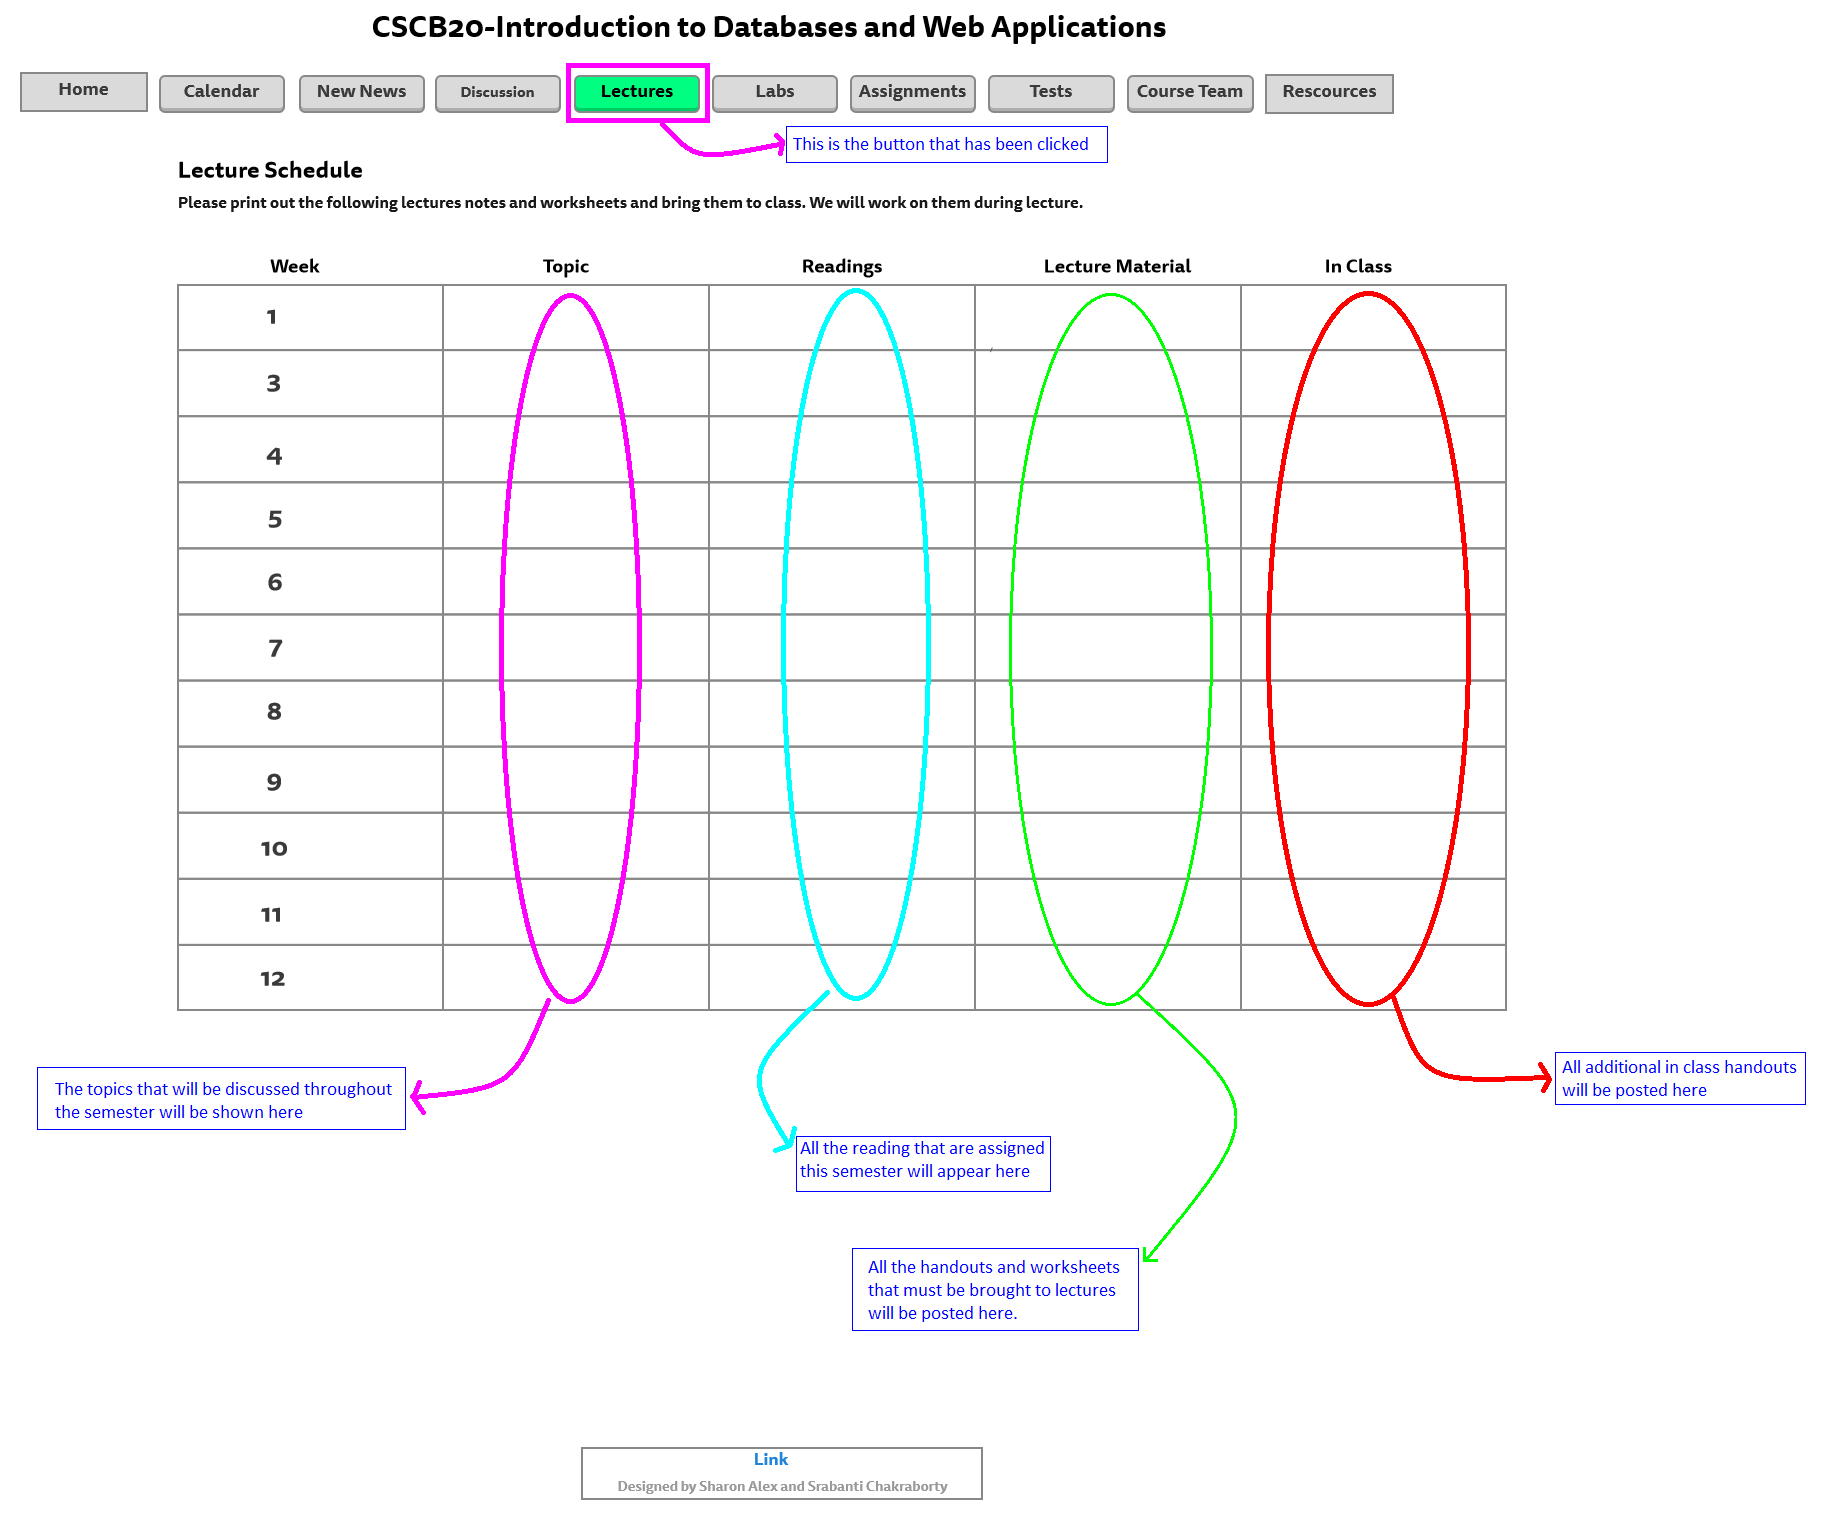 CSCB20-Introduction to Databases and Web Applications
Home Calendar New News Discussion Lectures Labs Assignments Tests Course Team Rescources
This is the button that has been clicked
Lecture Schedule
Please print out the following lectures notes and worksheets and bring them to class. We will work on them during lecture.
Week Topic Readings Lecture Material In Class
1
3
4
5
6
7
8
9
10
11
12
The topics that will be discussed throughout
the semester will be shown here
All additional in class handouts
will be posted here
All the reading that are assigned
this semester will appear here
All the handouts and worksheets
that must be brought to lectures
will be posted here.
Link
Designed by Sharon Alex and Srabanti Chakraborty